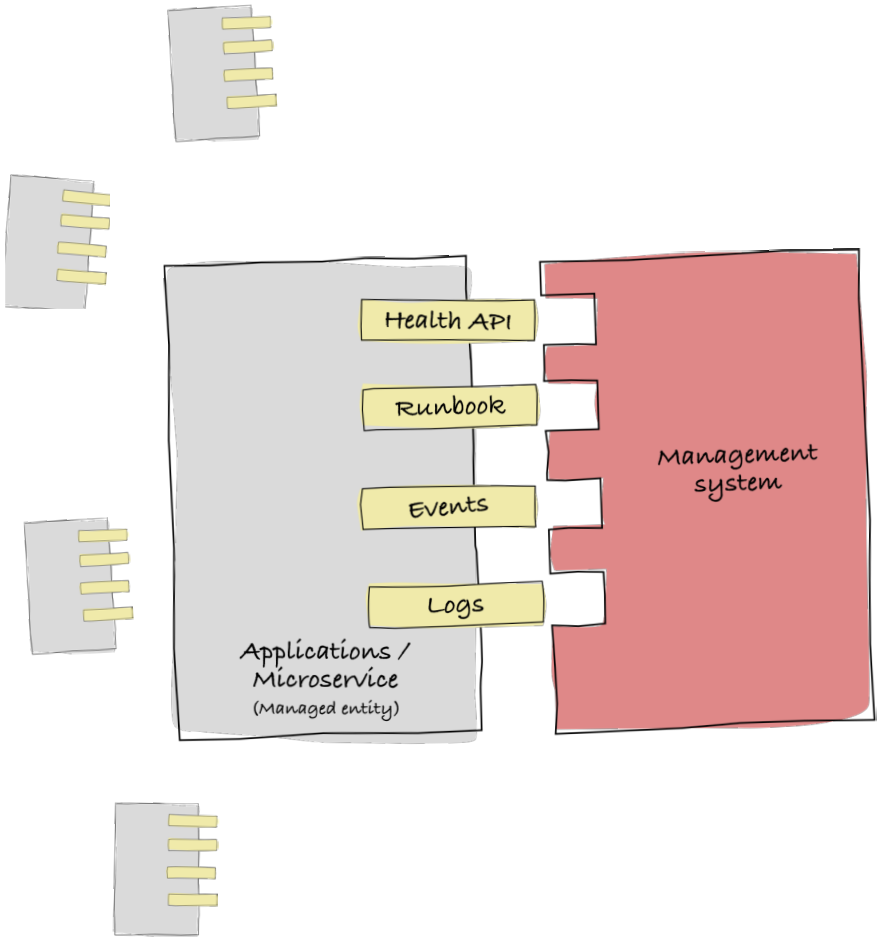 Health API
Runbook
Events
Logs
Applications /
Microservice
(Managed entity)
Management
system